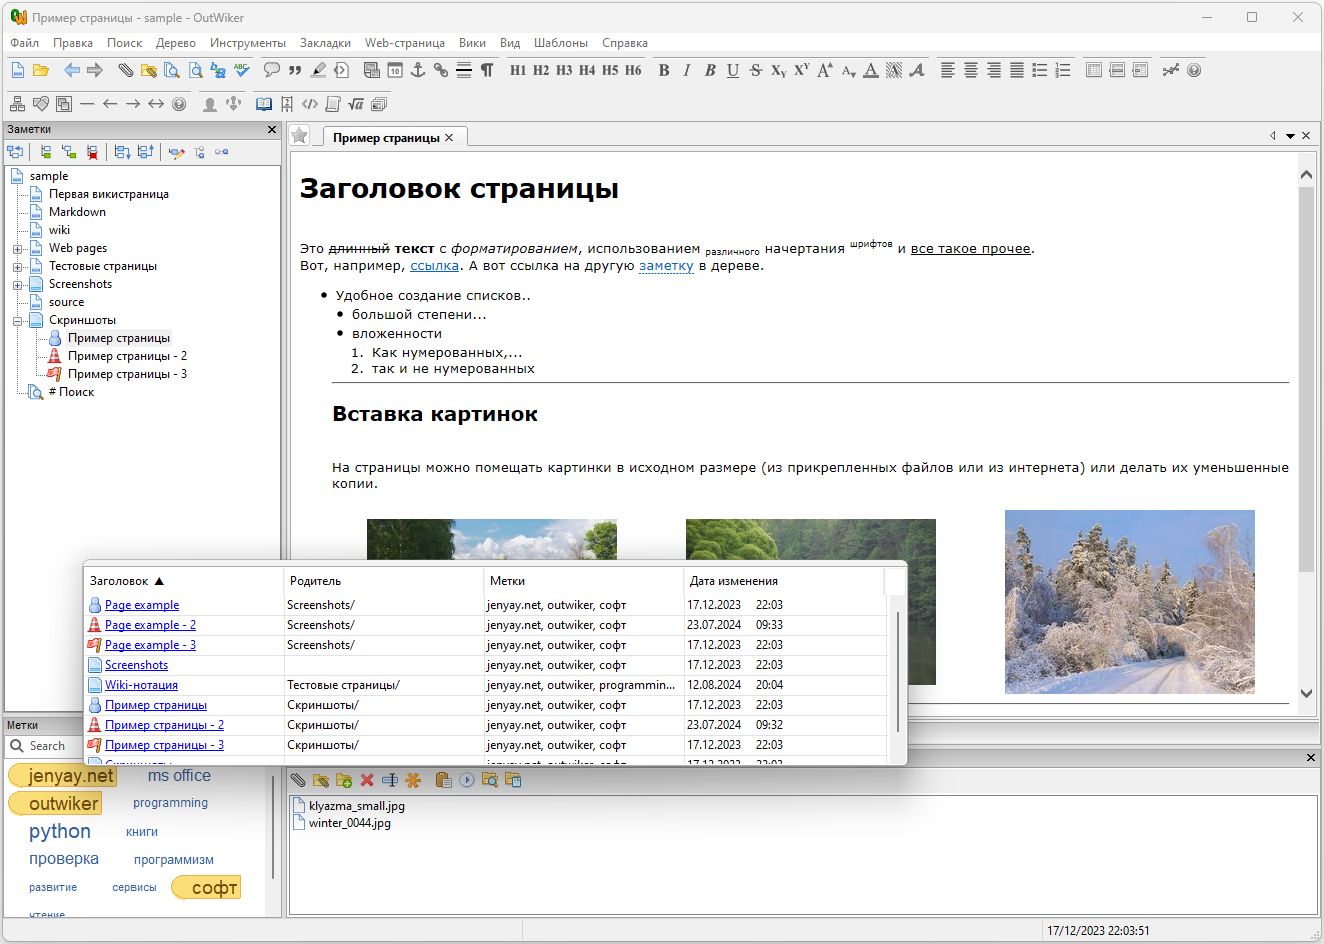 Пример страницы - sample - OutWiker
Файл Правка Поиск Дерево Инструменты Закладки Web-страница Вики Вид Шаблоны Справка
H1 H2 H3 H4 H5 H6 B I B U S
Заметки
sample
Первая викистраница
Markdown
wiki
Web pages
Тестовые страницы
Screenshots
source
Скриншоты
Пример страницы
Пример страницы - 2
Пример страницы - 3
# Поиск
Пример страницы
Заголовок страницы
Это длинный текст с форматированием, использованием различного начертания шрифтов и все такое прочее.
Вот, например, ссылка. А вот ссылка на другую заметку в дереве.
• Удобное создание списков..
• большой степени...
• вложенности
1. Как нумерованных,...
2. так и не нумерованных
Вставка картинок
На страницы можно помещать картинки в исходном размере (из прикрепленных файлов или из интернета) или делать их уменьшенные
копии.
Заголовок ▲ Родитель Метки Дата изменения
Page example Screenshots/ jenyay.net, outwiker, софт 17.12.2023 22:03
Page example - 2 Screenshots/ jenyay.net, outwiker, софт 23.07.2024 09:33
Page example - 3 Screenshots/ jenyay.net, outwiker, софт 17.12.2023 22:03
Screenshots jenyay.net, outwiker, софт 17.12.2023 22:03
Wiki-нотация Тестовые страницы/ jenyay.net, outwiker, programmin... 12.08.2024 20:04
Пример страницы Скриншоты/ jenyay.net, outwiker, софт 17.12.2023 22:03
Пример страницы - 2 Скриншоты/ jenyay.net, outwiker, софт 23.07.2024 09:32
Пример страницы - 3 Скриншоты/ jenyay.net, outwiker, софт 17.12.2023 22:03
Метки
Search
jenyay.net ms office
outwiker programming
python книги
проверка программизм
развитие сервисы софт
чтение
klyazma_small.jpg
winter_0044.jpg
17/12/2023 22:03:51